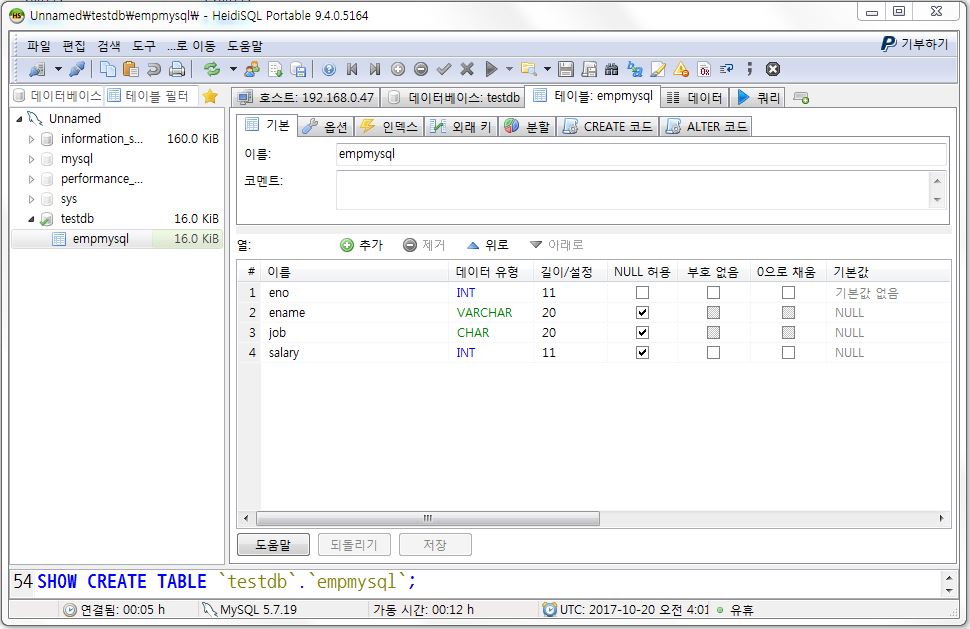 Unnamed₩testdb₩empmysql₩ - HeidiSQL Portable 9.4.0.5164
파일 편집 검색 도구 ...로 이동 도움말
기부하기
데이터베이스 테이블 필터
호스트: 192.168.0.47 데이터베이스: testdb 테이블: empmysql 데이터 쿼리
Unnamed
information_s... 160.0 KiB
mysql
performance_...
sys
testdb 16.0 KiB
empmysql 16.0 KiB
기본 옵션 인덱스 외래 키 분할 CREATE 코드 ALTER 코드
이름: empmysql
코멘트:
열: 추가 제거 위로 아래로
# 이름 데이터 유형 길이/설정 NULL 허용 부호 없음 0으로 채움 기본값
1 eno INT 11 기본값 없음
2 ename VARCHAR 20 NULL
3 job CHAR 20 NULL
4 salary INT 11 NULL
도움말 되돌리기 저장
54 SHOW CREATE TABLE `testdb`.`empmysql`;
연결됨: 00:05 h MySQL 5.7.19 가동 시간: 00:12 h UTC: 2017-10-20 오전 4:01 유휴